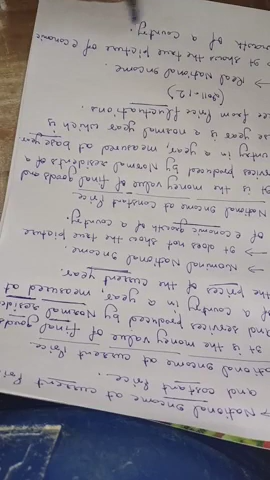 → National Income at current Price
and constant Price.
National Income at current Price
It is the money value of final goods
and services produced by Normal
of a country in a year, measured at
the prices of the current year
→ Nominal National Income.
→ It does not show the true picture
of economic growth of a country.
National Income at Constant Price
It is the money value of final goods and
services produced by Normal residents of a
country in a year, measured at base year
year is a normal year which is
free from Price fluctuations.
(2011-12)
→ Real National Income
→ It shows the true picture of economic
growth of a country.